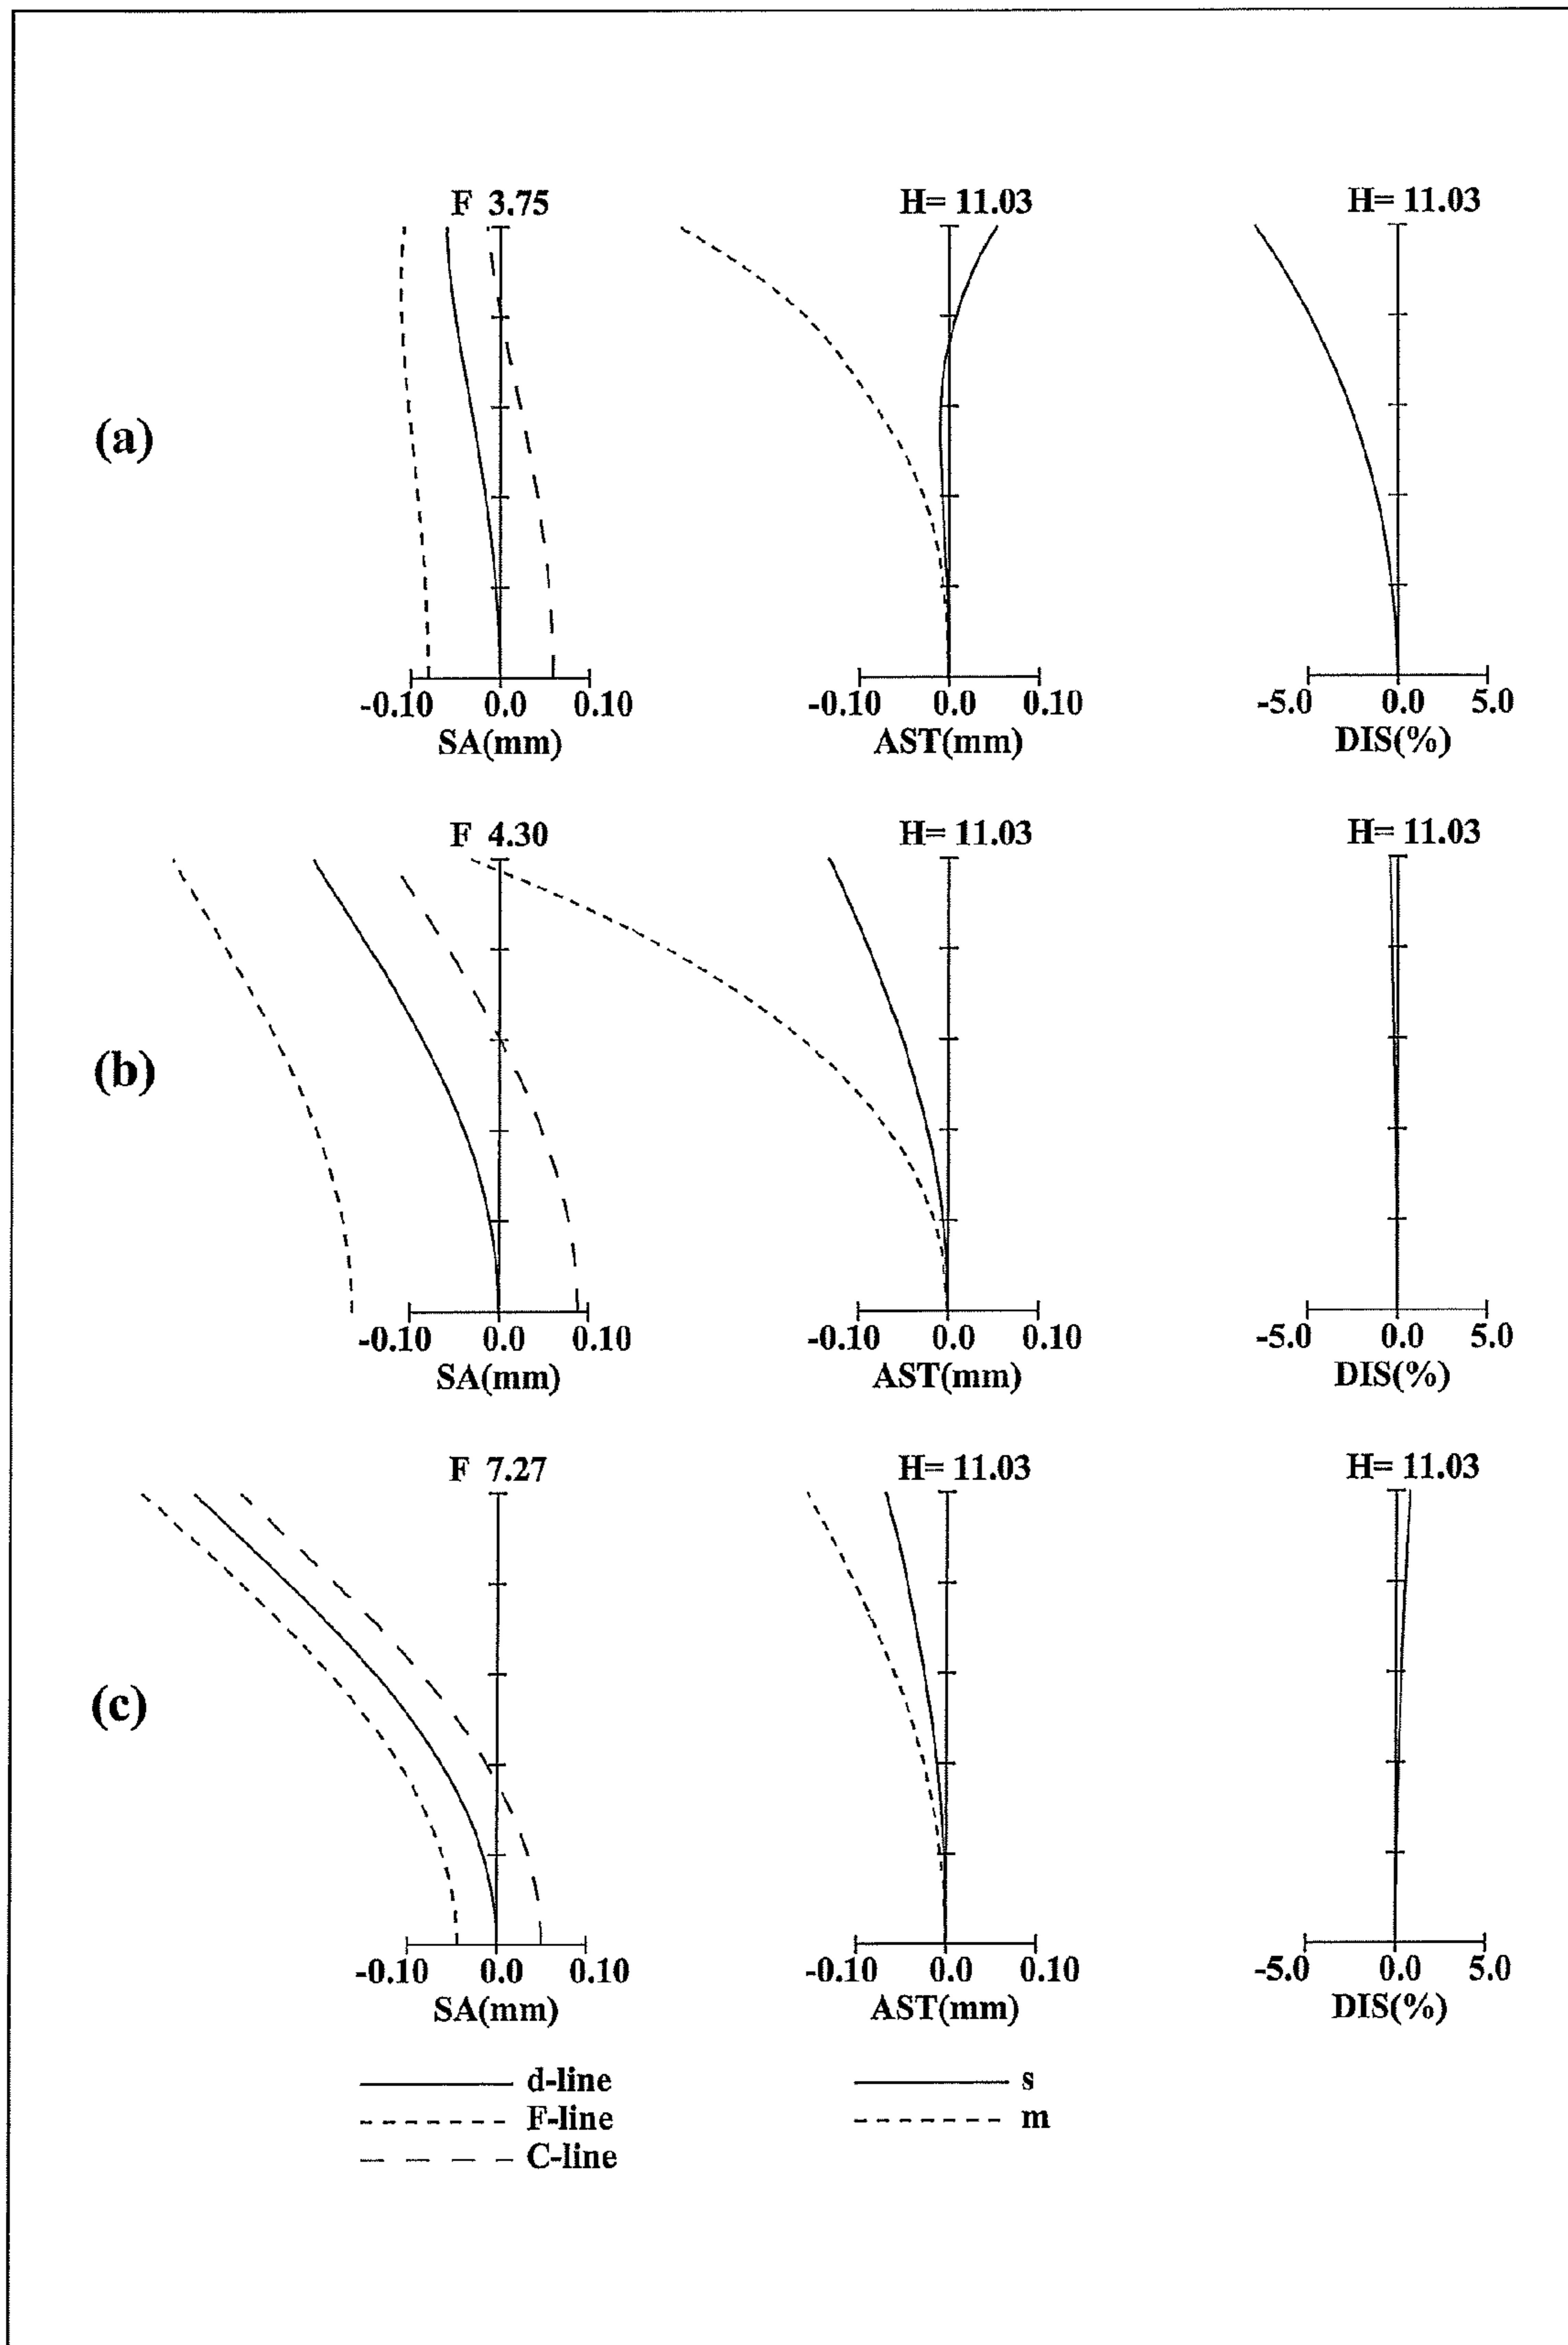 F 3.75
H= 11.03
H= 11.03
(a)
-0.10 0.0 0.10
SA(mm)
-0.10 0.0 0.10
AST(mm)
-5.0 0.0 5.0
DIS(%)
F 4.30
H= 11.03
H= 11.03
(b)
-0.10 0.0 0.10
SA(mm)
-0.10 0.0 0.10
AST(mm)
-5.0 0.0 5.0
DIS(%)
F 7.27
H= 11.03
H= 11.03
(c)
-0.10 0.0 0.10
SA(mm)
-0.10 0.0 0.10
AST(mm)
-5.0 0.0 5.0
DIS(%)
d-line
F-line
C-line
s
m